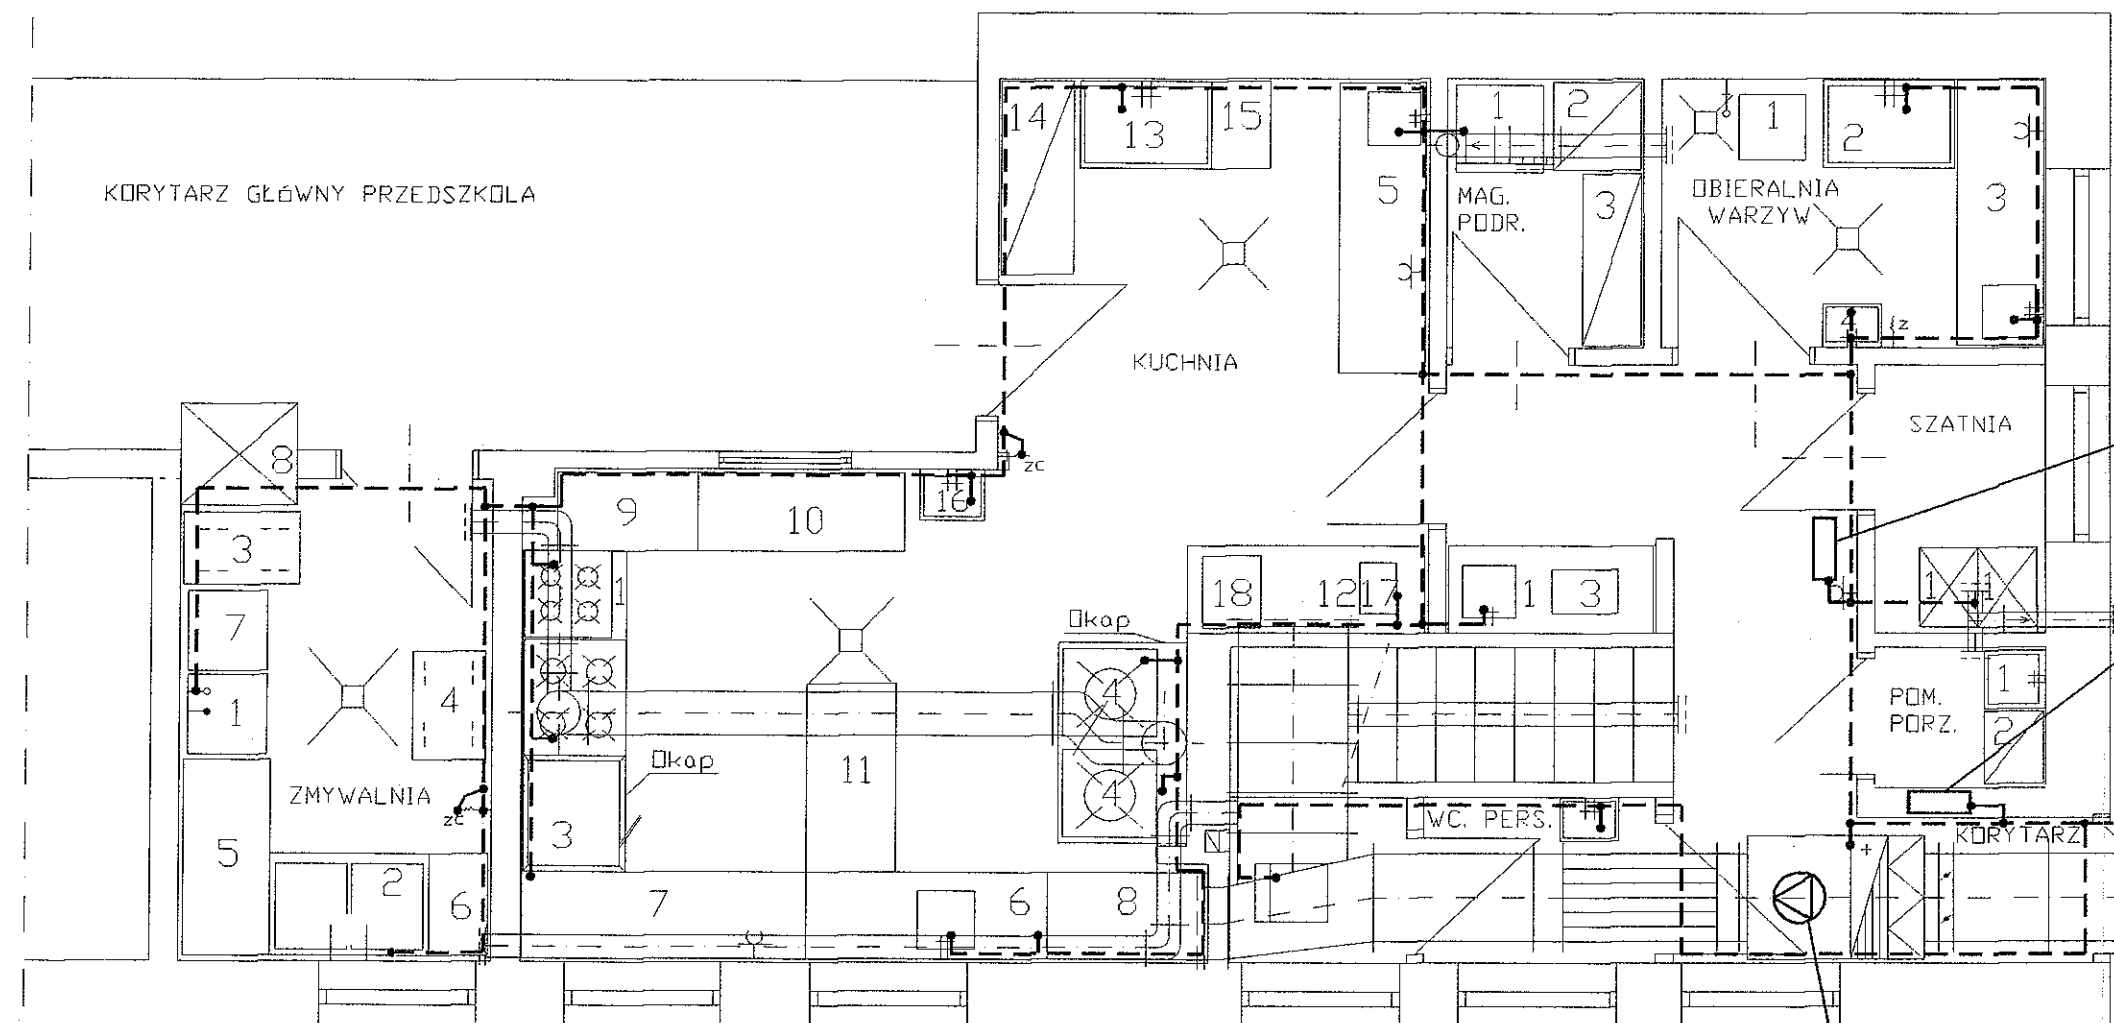 14
13
15
5
1
2
3
MAG.
PODR.
1
2
3
OBIERALNIA
WARZYW
4
z
KORYTARZ GŁÓWNY PRZEDSZKOLA
KUCHNIA
SZATNIA
8
zc
16
9
10
3
7
1
4
1
18
12
17
1
3
1
1
Okap
4
4
Okap
11
3
ZMYWALNIA
zc
5
2
6
7
6
8
POM.
PORZ.
1
2
WC. PERS.
N
KORYTARZ
+